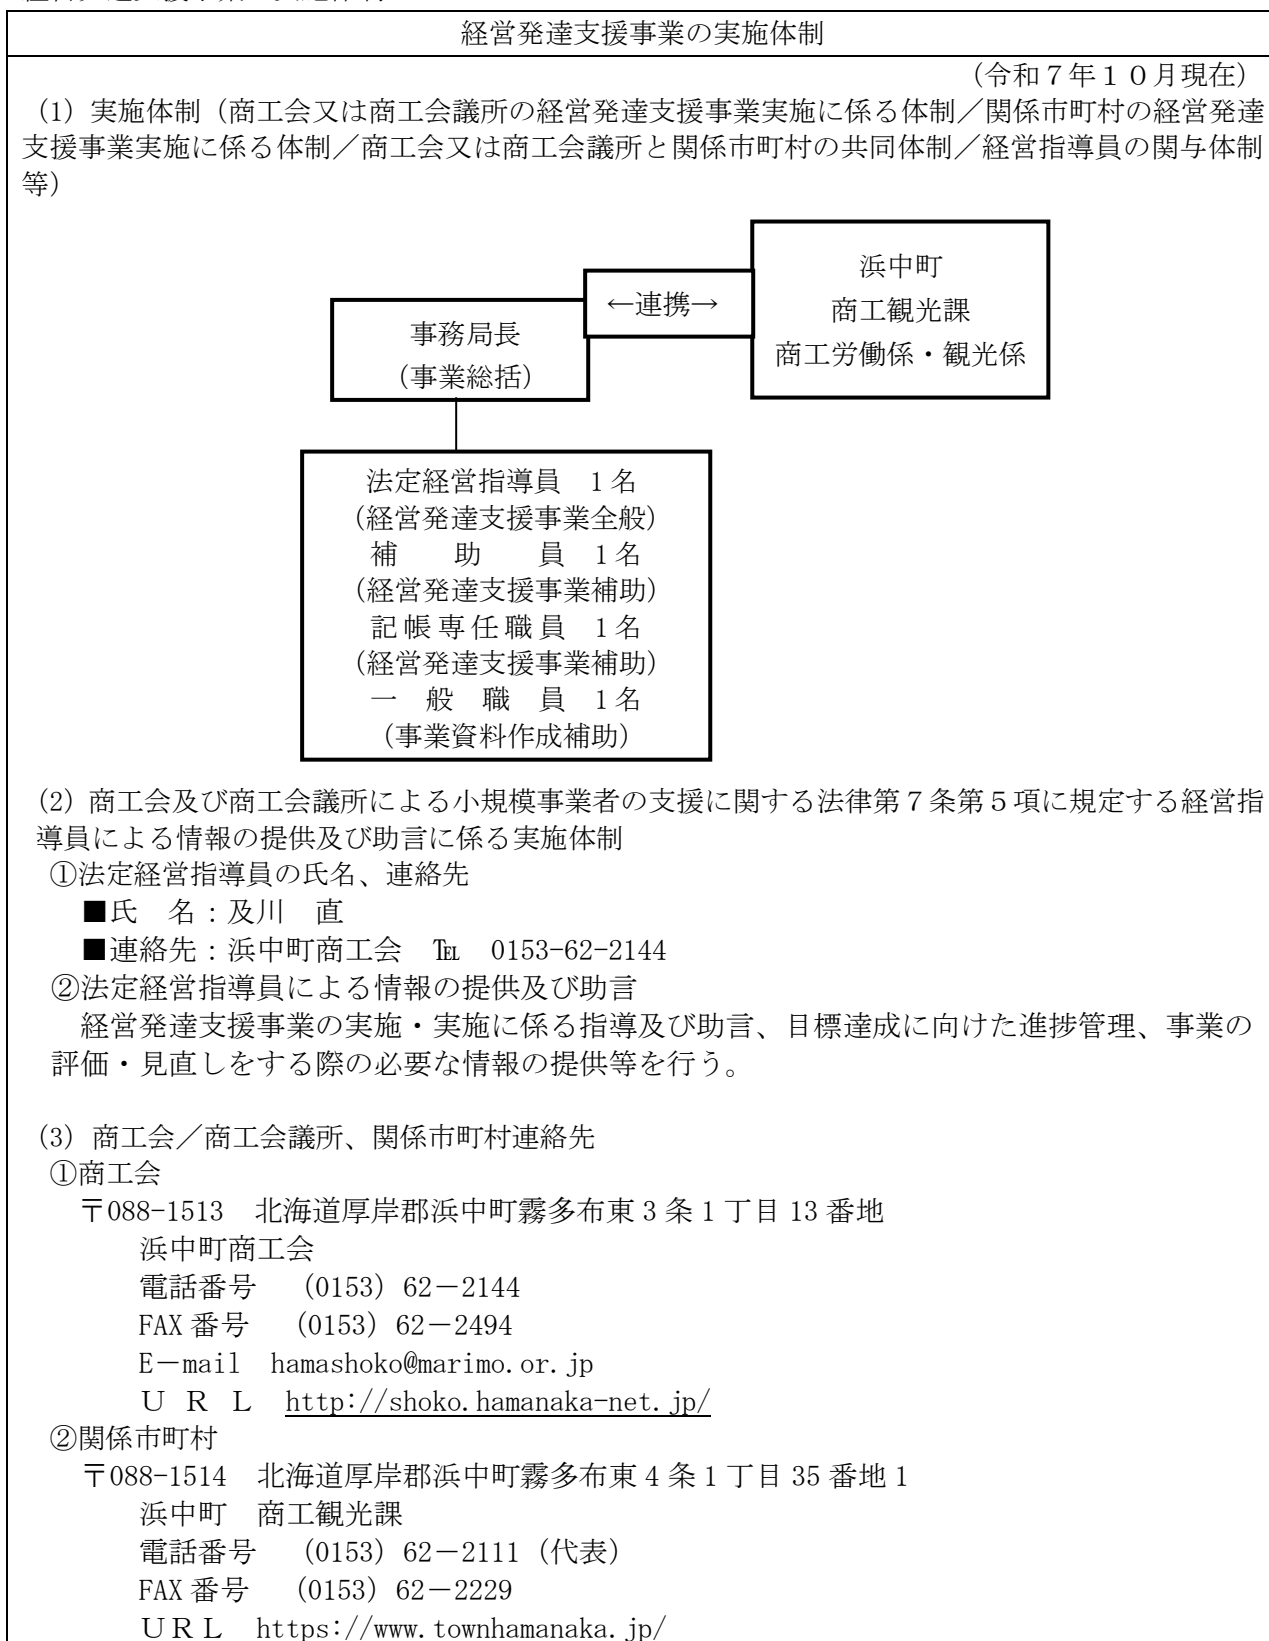 経営発達支援事業の実施体制
（令和７年１０月現在）
(1) 実施体制（商工会又は商工会議所の経営発達支援事業実施に係る体制／関係市町村の経営発達
支援事業実施に係る体制／商工会又は商工会議所と関係市町村の共同体制／経営指導員の関与体制
等）
浜中町
商工観光課
商工労働係・観光係
←連携→
事務局長
（事業総括）
法定経営指導員　1名
(経営発達支援事業全般)
補　助　員　1名
(経営発達支援事業補助)
記帳専任職員　1名
(経営発達支援事業補助)
一　般　職　員　1名
(事業資料作成補助)
(2) 商工会及び商工会議所による小規模事業者の支援に関する法律第７条第５項に規定する経営指
導員による情報の提供及び助言に係る実施体制
①法定経営指導員の氏名、連絡先
■氏　名：及川　直
■連絡先：浜中町商工会　℡　0153-62-2144
②法定経営指導員による情報の提供及び助言
経営発達支援事業の実施・実施に係る指導及び助言、目標達成に向けた進捗管理、事業の
評価・見直しをする際の必要な情報の提供等を行う。
(3) 商工会／商工会議所、関係市町村連絡先
①商工会
〒088-1513　北海道厚岸郡浜中町霧多布東３条１丁目13番地
浜中町商工会
電話番号　（0153）62－2144
FAX番号　（0153）62－2494
E－mail　hamashoko@marimo.or.jp
ＵＲＬ　http://shoko.hamanaka-net.jp/
②関係市町村
〒088-1514　北海道厚岸郡浜中町霧多布東４条１丁目35番地1
浜中町　商工観光課
電話番号　（0153）62－2111（代表）
FAX番号　（0153）62－2229
ＵＲＬ　https://www.townhamanaka.jp/